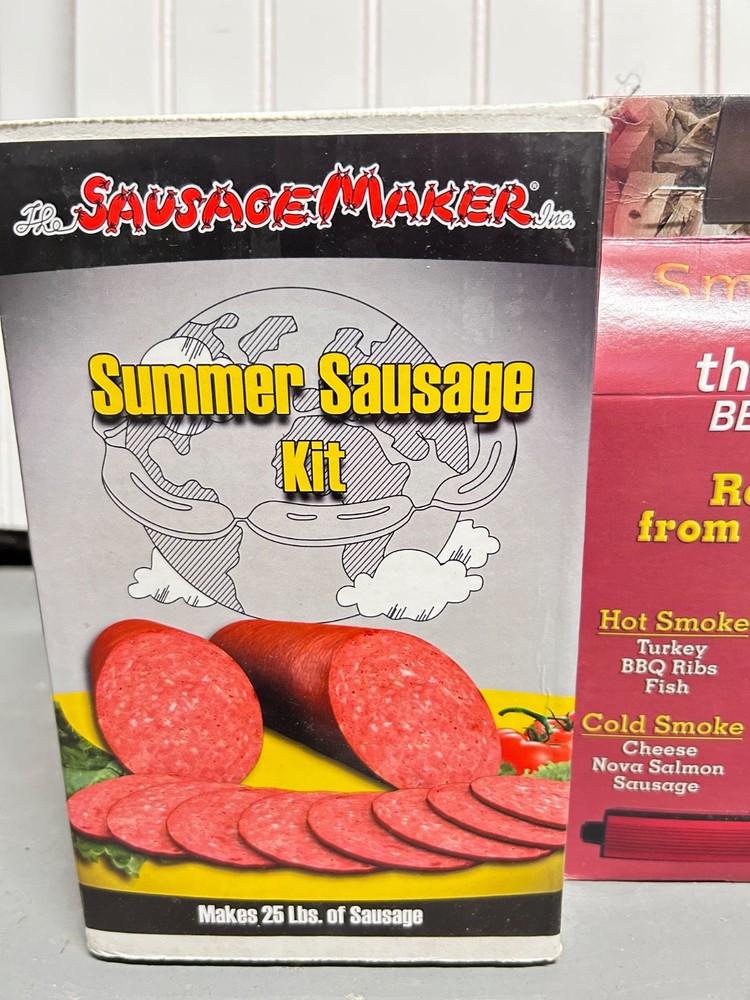 The SausageMaker® Inc.
Summer Sausage
Kit
Makes 25 Lbs. of Sausage
Sm
th
BE
R
from
Hot Smoke
Turkey
BBQ Ribs
Fish
Cold Smoke
Cheese
Nova Salmon
Sausage